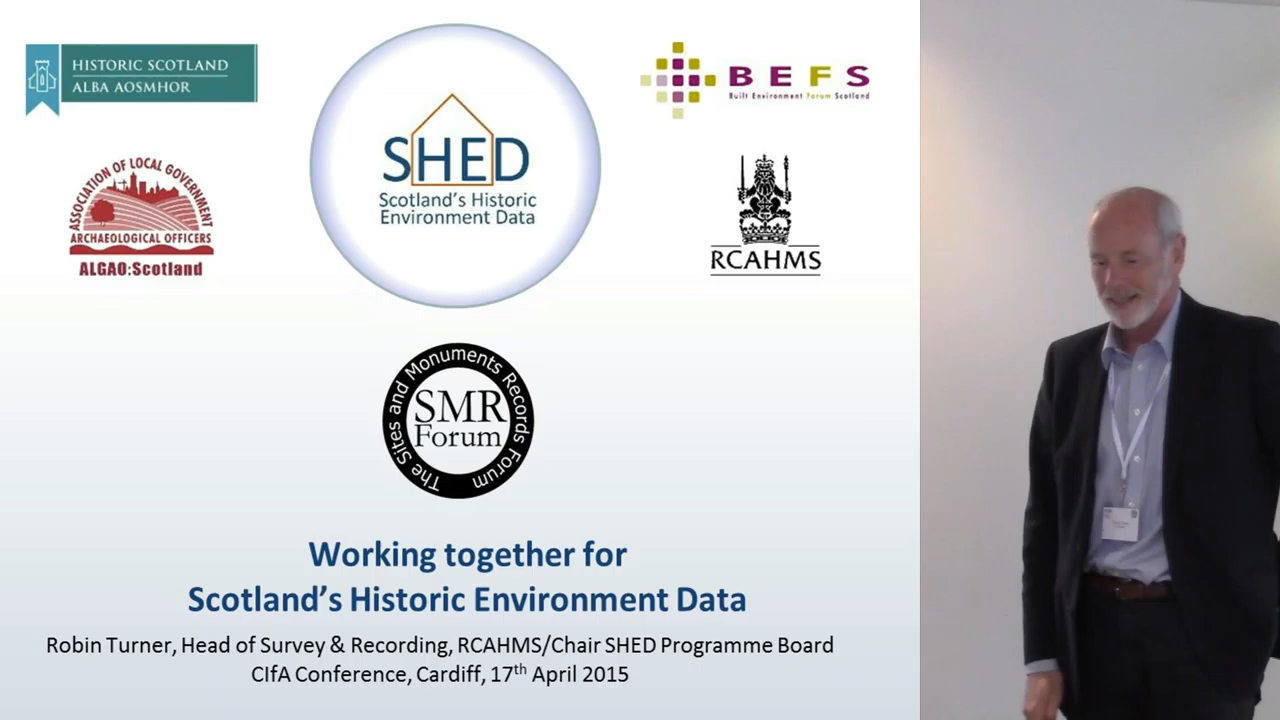 HISTORIC SCOTLAND
ALBA AOSMHOR
SHED
Scotland's Historic
Environment Data
BEFS
Built Environment Forum Scotland
ASSOCIATION OF LOCAL GOVERNMENT
ARCHAEOLOGICAL OFFICERS
ALGAO:Scotland
RCAHMS
The Sites and Monuments Records Forum
SMR
Forum
Working together for
Scotland's Historic Environment Data
Robin Turner, Head of Survey & Recording, RCAHMS/Chair SHED Programme Board
CIfA Conference, Cardiff, 17th April 2015